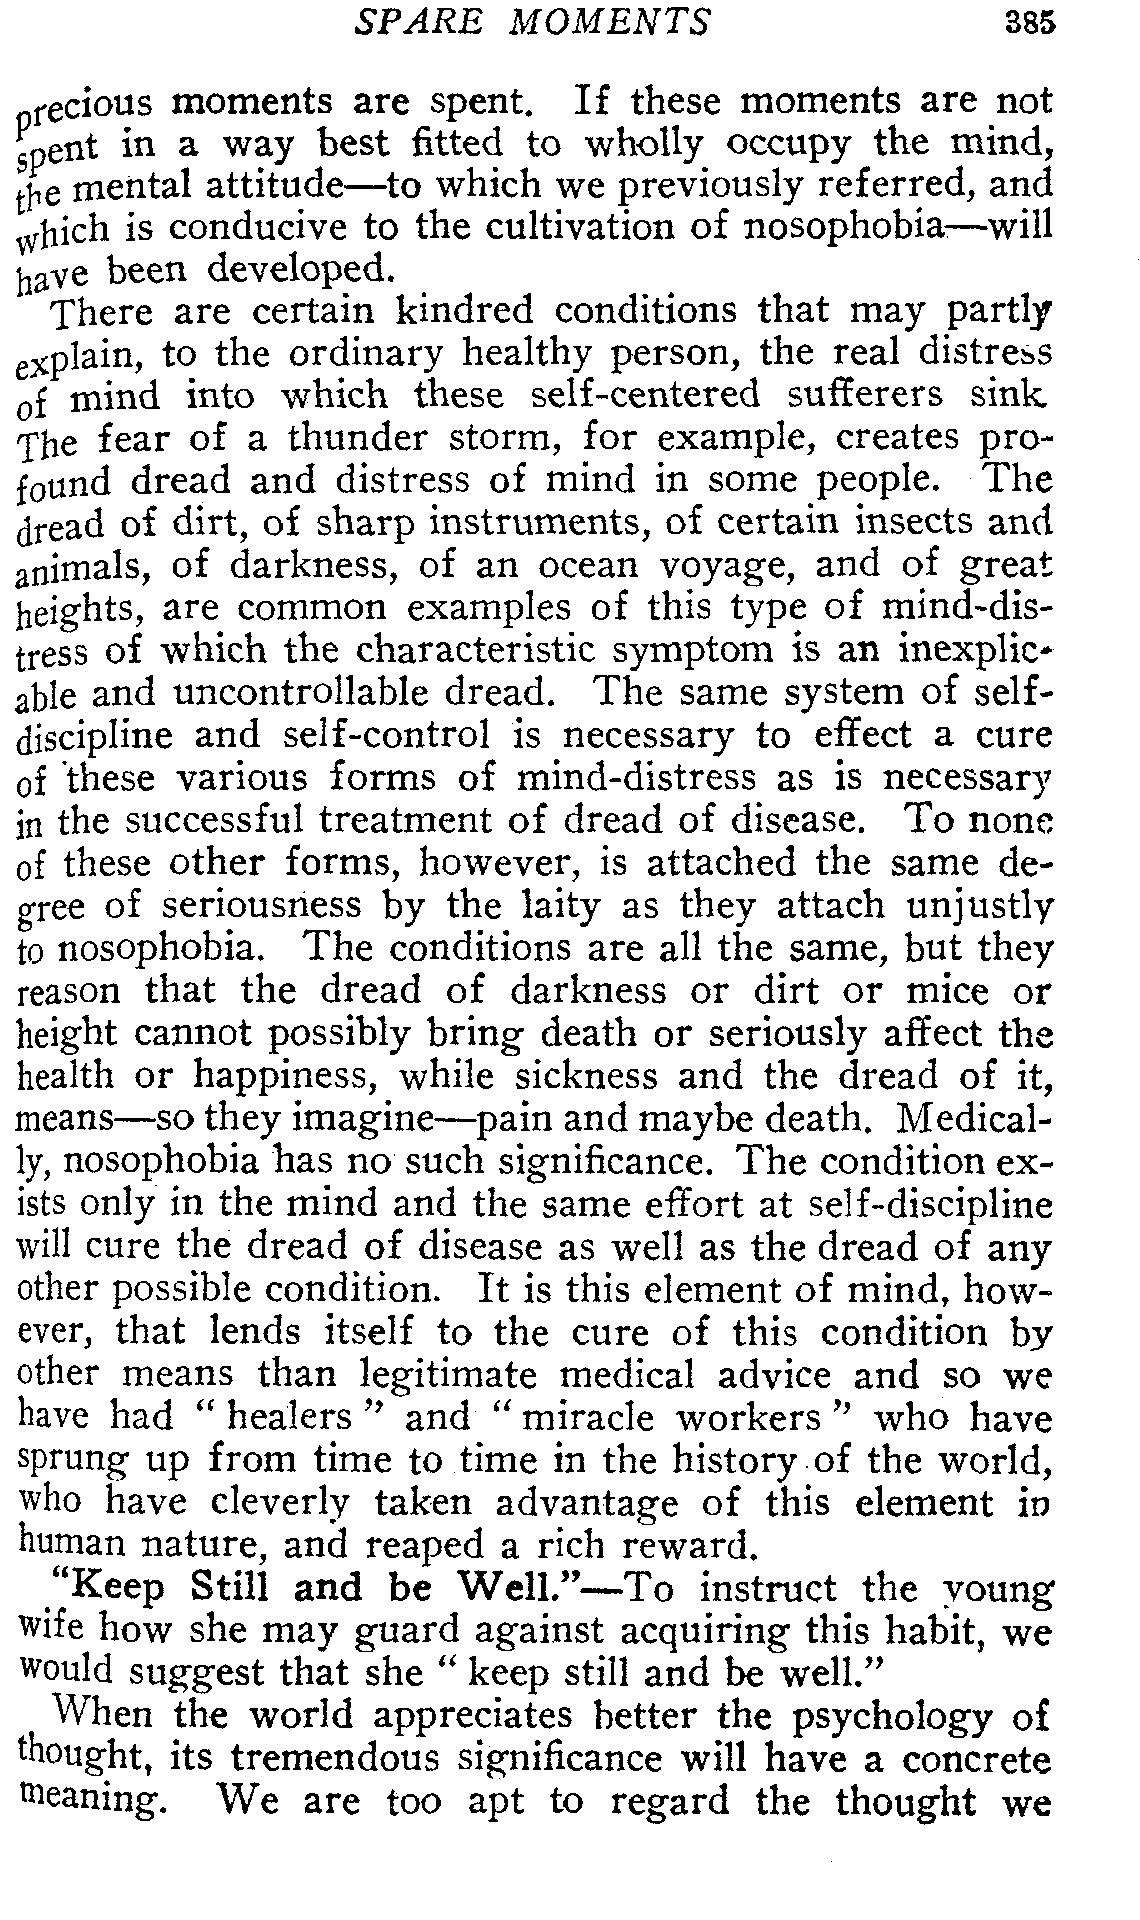 SPARE MOMENTS 385
precious moments are spent. If these moments are not
spent in a way best fitted to wholly occupy the mind,
the mental attitude—to which we previously referred, and
which is conducive to the cultivation of nosophobia—will
have been developed.
There are certain kindred conditions that may partly
explain, to the ordinary healthy person, the real distress
of mind into which these self-centered sufferers sink.
The fear of a thunder storm, for example, creates pro-
found dread and distress of mind in some people. The
dread of dirt, of sharp instruments, of certain insects and
animals, of darkness, of an ocean voyage, and of great
heights, are common examples of this type of mind-dis-
tress of which the characteristic symptom is an inexplic-
able and uncontrollable dread. The same system of self-
discipline and self-control is necessary to effect a cure
of these various forms of mind-distress as is necessary
in the successful treatment of dread of disease. To none
of these other forms, however, is attached the same de-
gree of seriousness by the laity as they attach unjustly
to nosophobia. The conditions are all the same, but they
reason that the dread of darkness or dirt or mice or
height cannot possibly bring death or seriously affect the
health or happiness, while sickness and the dread of it,
means—so they imagine—pain and maybe death. Medical-
ly, nosophobia has no such significance. The condition ex-
ists only in the mind and the same effort at self-discipline
will cure the dread of disease as well as the dread of any
other possible condition. It is this element of mind, how-
ever, that lends itself to the cure of this condition by
other means than legitimate medical advice and so we
have had " healers " and " miracle workers " who have
sprung up from time to time in the history of the world,
who have cleverly taken advantage of this element in
human nature, and reaped a rich reward.
"Keep Still and be Well."—To instruct the young
wife how she may guard against acquiring this habit, we
would suggest that she " keep still and be well."
When the world appreciates better the psychology of
thought, its tremendous significance will have a concrete
meaning. We are too apt to regard the thought we